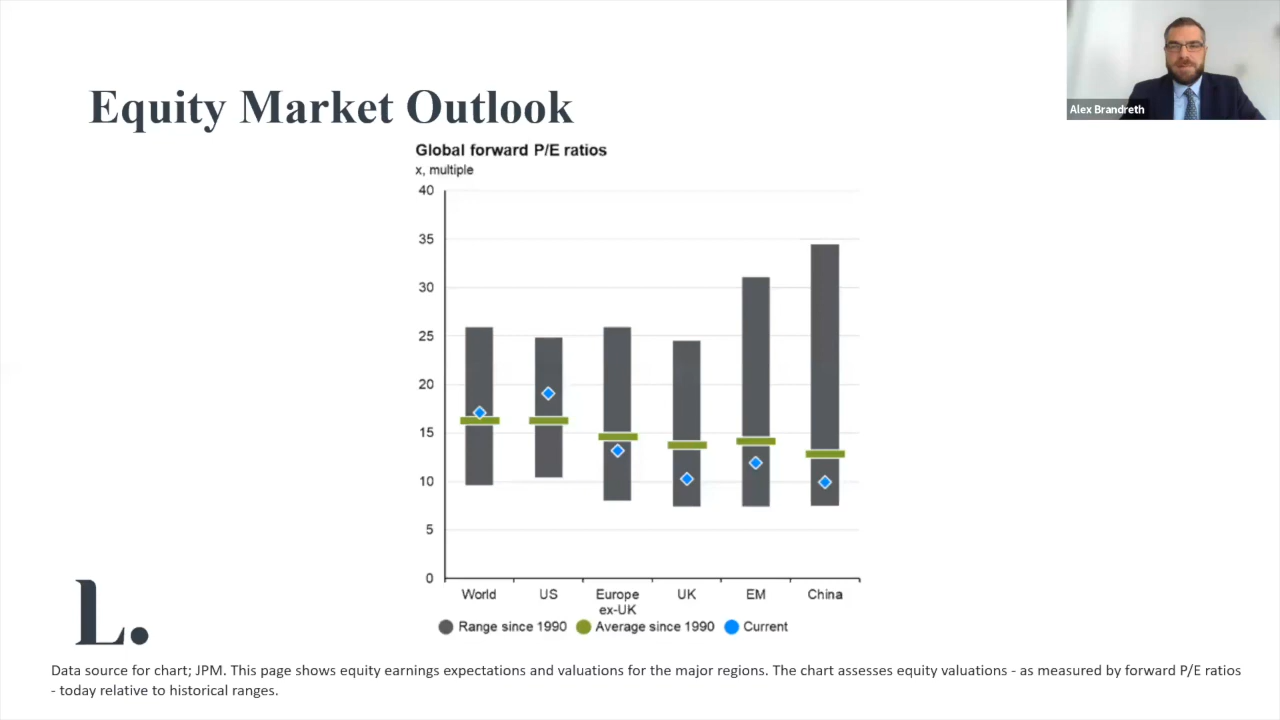 Alex Brandreth
Equity Market Outlook
Global forward P/E ratios
x, multiple
40
35
30
25
20
15
10
5
0
World US Europe ex-UK UK EM China
Range since 1990 Average since 1990 Current
L.
Data source for chart; JPM. This page shows equity earnings expectations and valuations for the major regions. The chart assesses equity valuations - as measured by forward P/E ratios
- today relative to historical ranges.